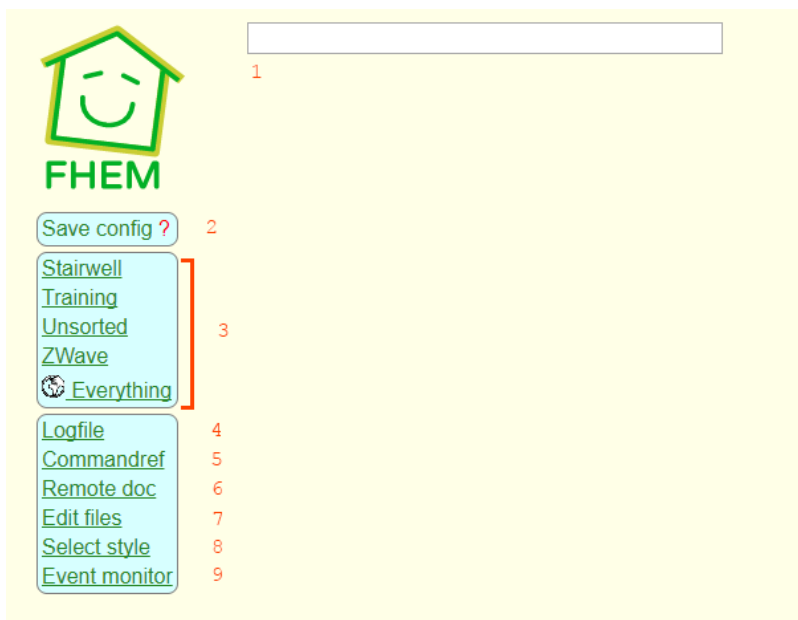 1
FHEM
Save config ? 2
Stairwell
Training
Unsorted 3
ZWave
Everything
Logfile 4
Commandref 5
Remote doc 6
Edit files 7
Select style 8
Event monitor 9